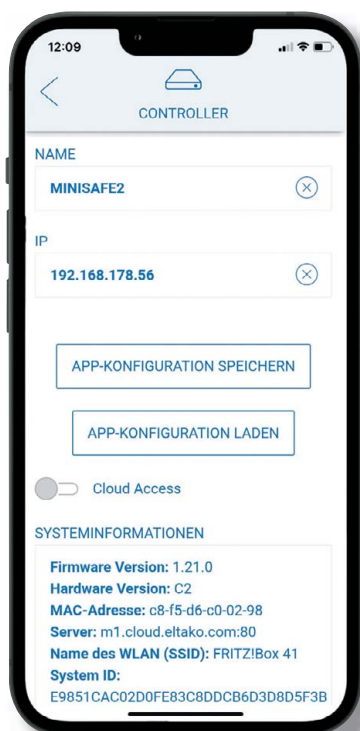 12:09
CONTROLLER
NAME
MINISAFE2
IP
192.168.178.56
APP-KONFIGURATION SPEICHERN
APP-KONFIGURATION LADEN
Cloud Access
SYSTEMINFORMATIONEN
Firmware Version: 1.21.0
Hardware Version: C2
MAC-Adresse: c8-f5-d6-c0-02-98
Server: m1.cloud.eltako.com:80
Name des WLAN (SSID): FRITZ!Box 41
System ID:
E9851CAC02D0FE83C8DDCB6D3D8D5F3B